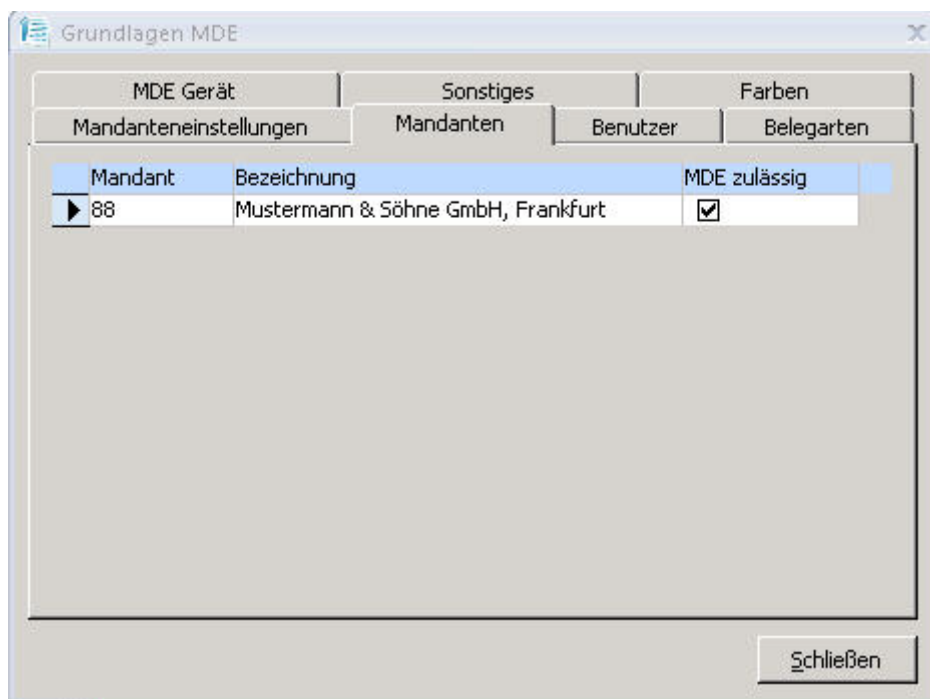 Grundlagen MDE
MDE Gerät Sonstiges Farben
Mandanteneinstellungen Mandanten Benutzer Belegarten
Mandant Bezeichnung MDE zulässig
88 Mustermann & Söhne GmbH, Frankfurt
Schließen